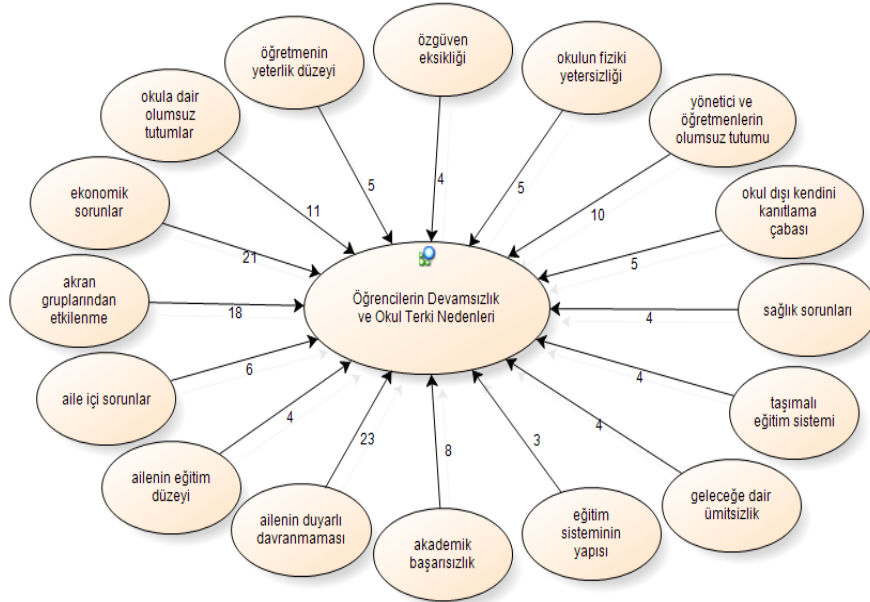 özgüven
eksikliği
4
okulun fiziki
yetersizliği
5
yönetici ve
öğretmenlerin
olumsuz tutumu
10
okul dışı kendini
kanıtlama
çabası
5
sağlık sorunları
4
taşımalı
eğitim sistemi
4
geleceğe dair
ümitsizlik
4
eğitim
sisteminin
yapısı
3
akademik
başarısızlık
8
ailenin duyarlı
davranmaması
23
ailenin eğitim
düzeyi
4
aile içi sorunlar
6
akran
gruplarından
etkilenme
18
ekonomik
sorunlar
21
okula dair
olumsuz
tutumlar
11
öğretmenin
yeterlik düzeyi
5
Öğrencilerin Devamsızlık
ve Okul Terki Nedenleri